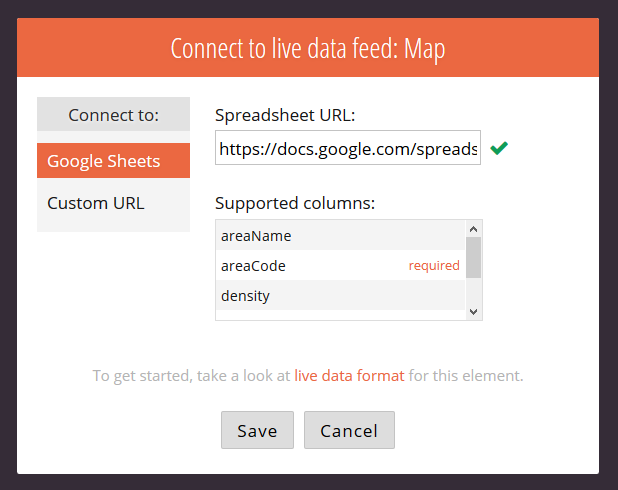 Connect to live data feed: Map
Connect to:
Google Sheets
Custom URL
Spreadsheet URL:
https://docs.google.com/spreads
Supported columns:
areaName
areaCode required
density
To get started, take a look at live data format for this element.
Save Cancel